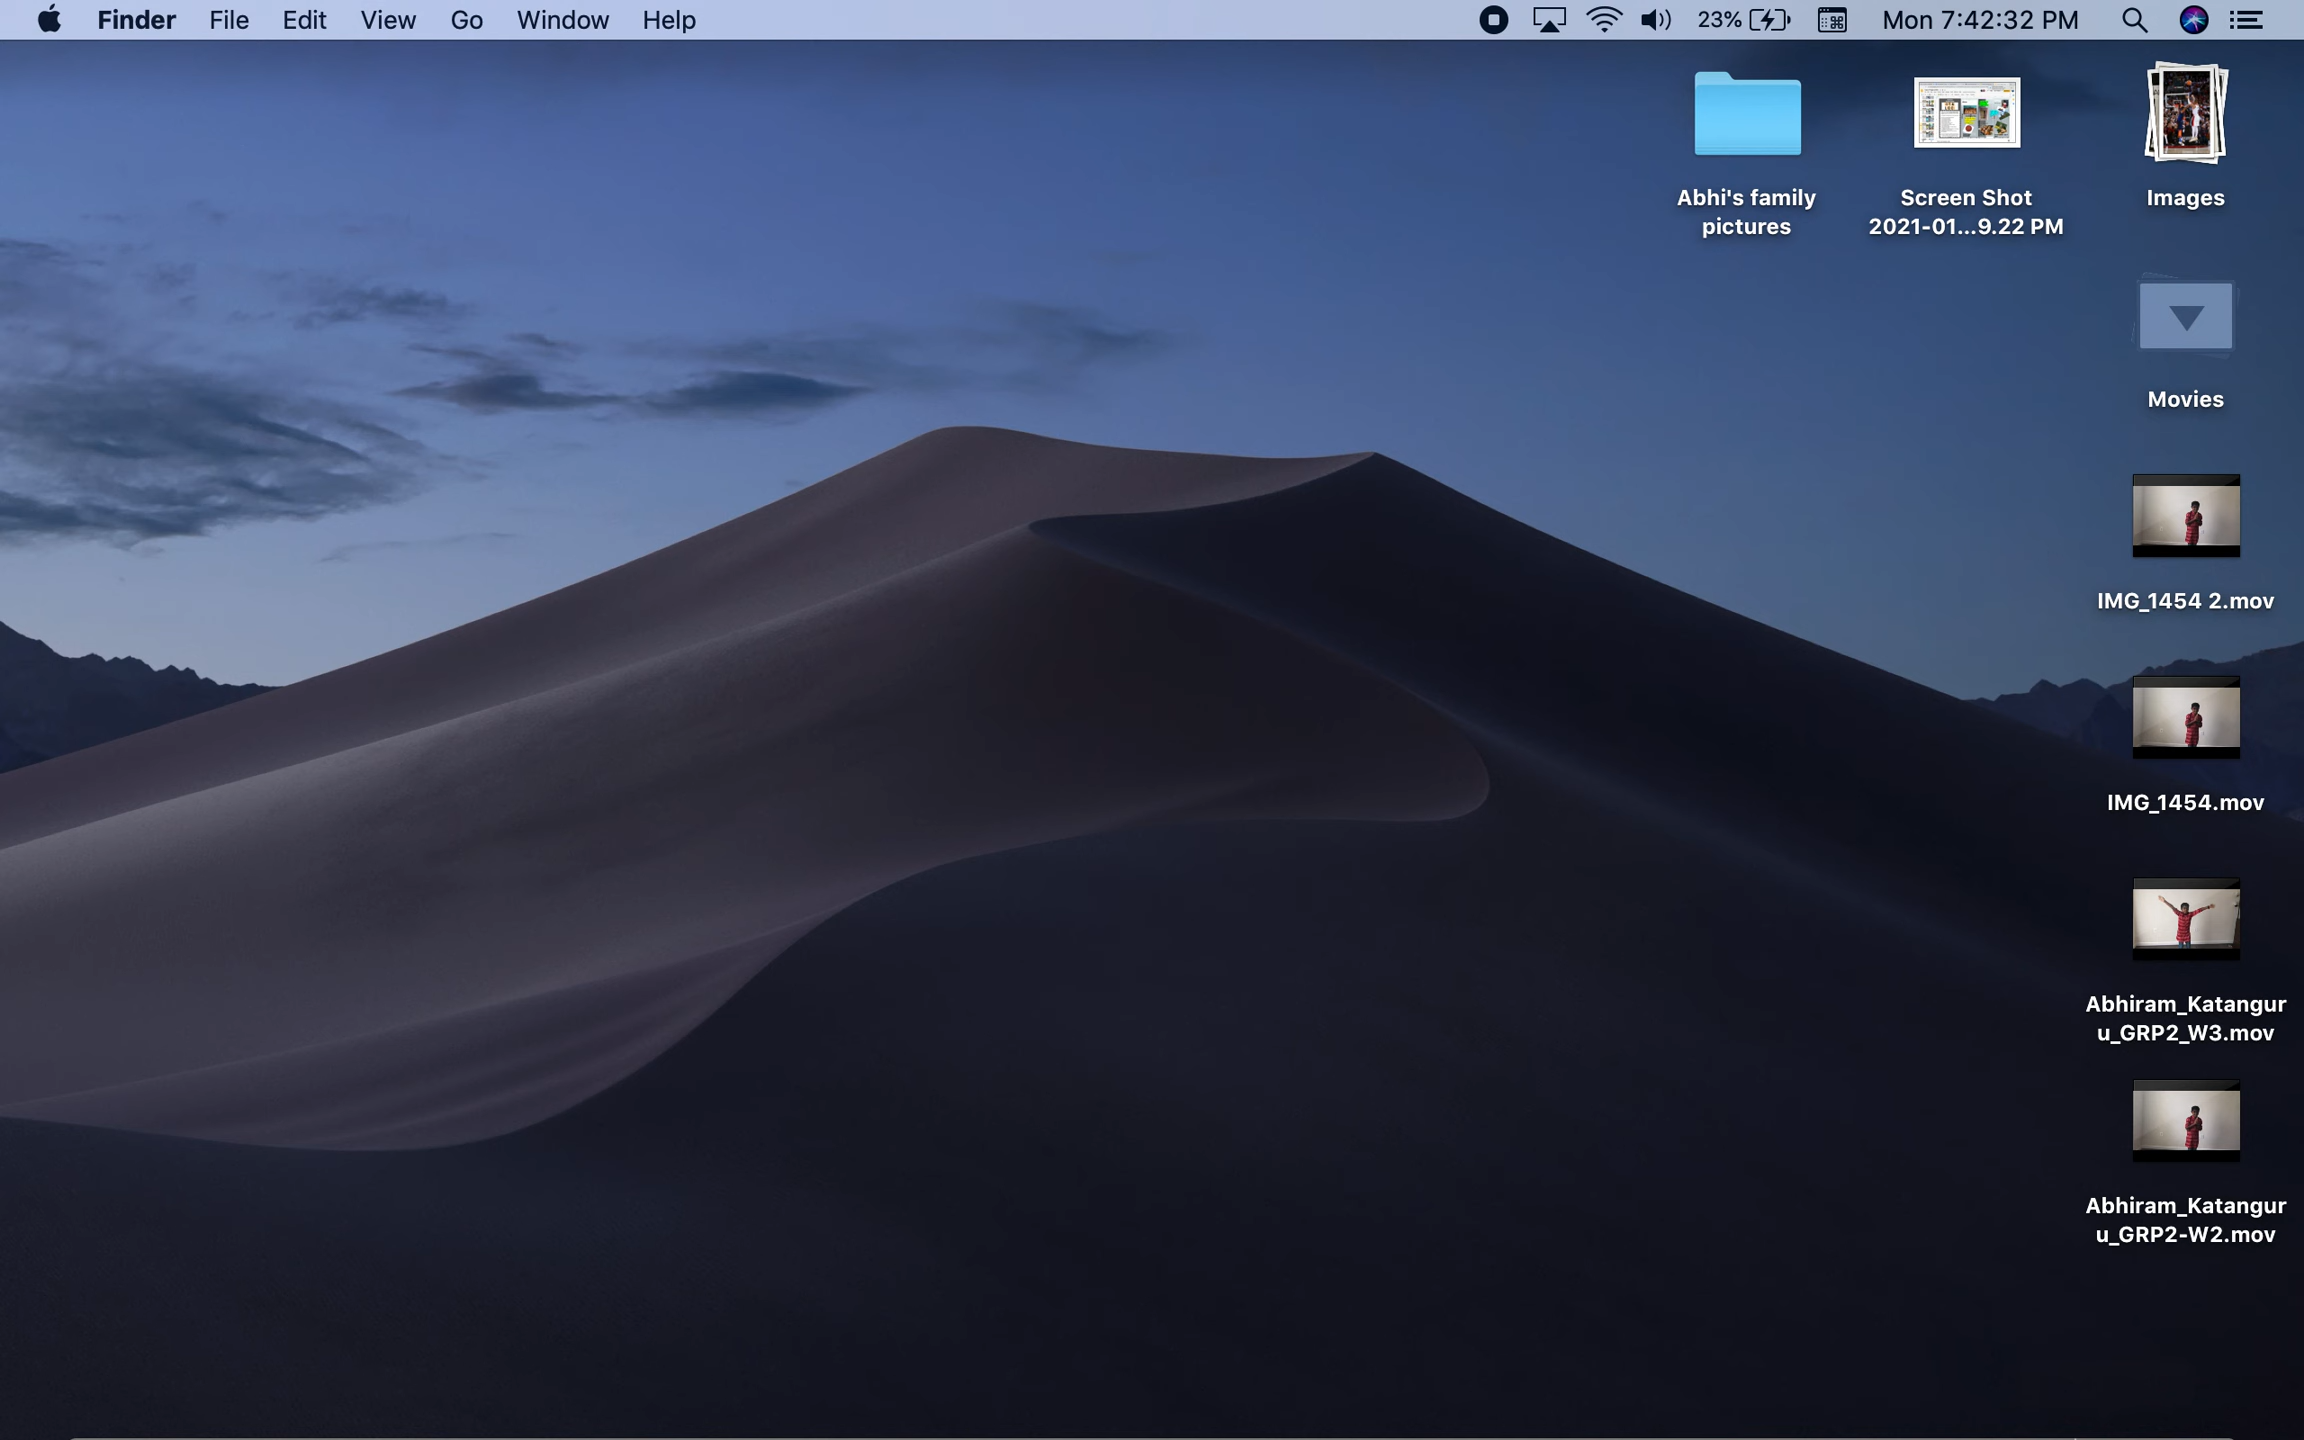 Finder File Edit View Go Window Help 23% Mon 7:42:32 PM
Abhi's family
pictures
Screen Shot
2021-01...9.22 PM
Images
Movies
IMG_1454 2.mov
IMG_1454.mov
Abhiram_Katangur
u_GRP2_W3.mov
Abhiram_Katangur
u_GRP2-W2.mov